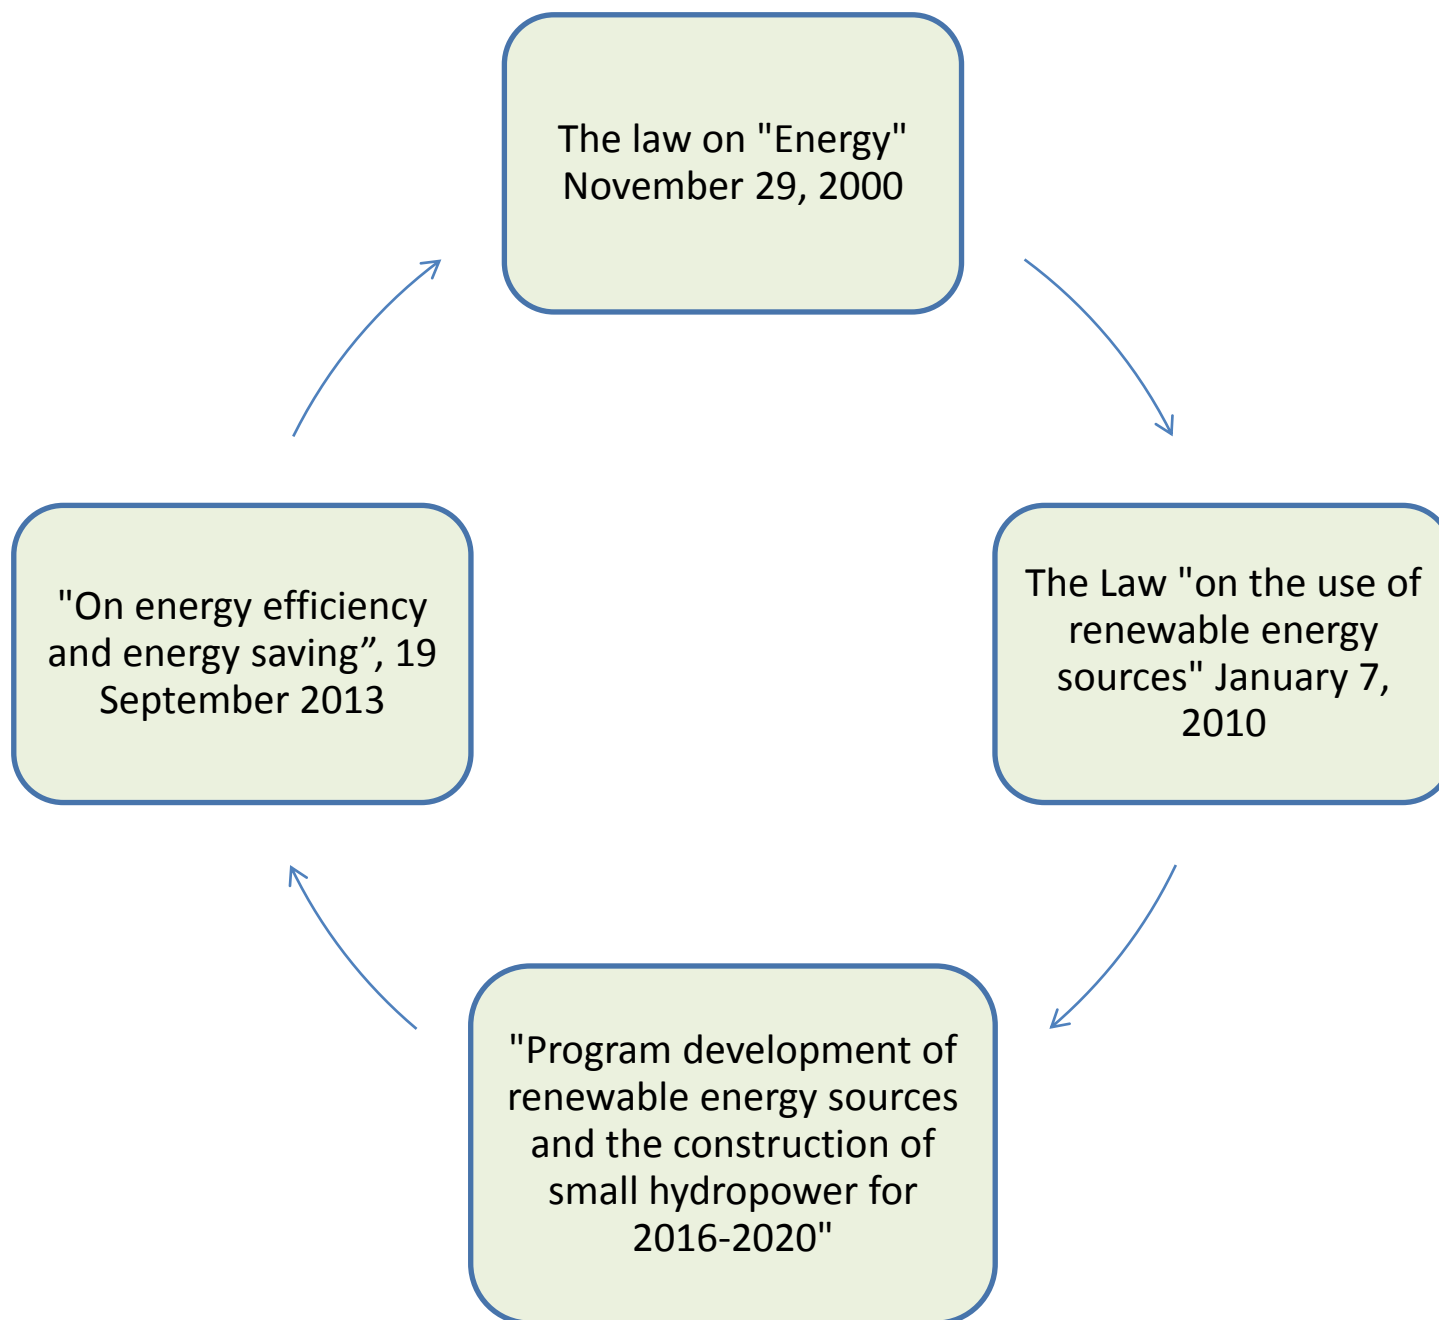 The law on "Energy"
November 29, 2000
The Law "on the use of
renewable energy
sources" January 7,
2010
"Program development of
renewable energy sources
and the construction of
small hydropower for
2016-2020"
"On energy efficiency
and energy saving”, 19
September 2013